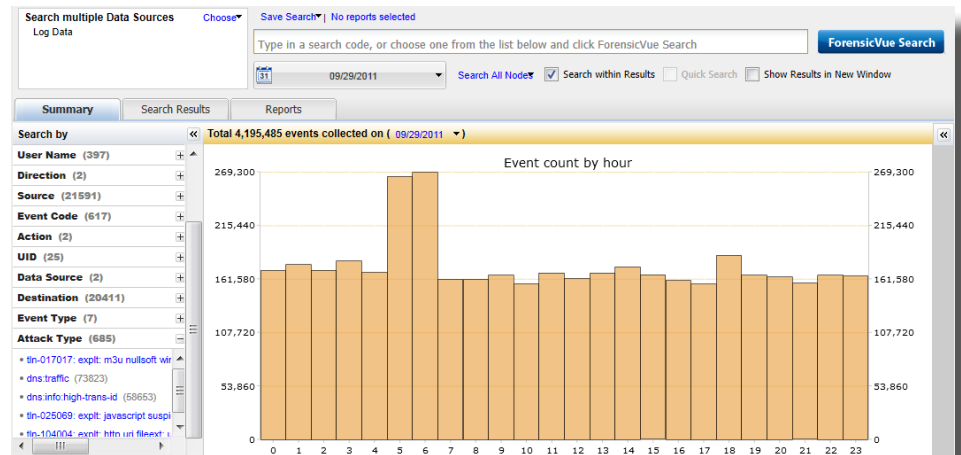 Search multiple Data Sources Choose
Log Data
Save Search | No reports selected
Type in a search code, or choose one from the list below and click ForensicVue Search
ForensicVue Search
31 09/29/2011 Search All Nodes Search within Results Quick Search Show Results in New Window
Summary Search Results Reports
Search by « Total 4,195,485 events collected on ( 09/29/2011 ) «
User Name (397)
Direction (2)
Source (21591)
Event Code (617)
Action (2)
UID (25)
Data Source (2)
Destination (20411)
Event Type (7)
Attack Type (685)
tln-017017: explt: m3u nullsoft wi
dns:traffic (73823)
dns:info:high-trans-id (58653)
tln-025069: explt: javascript suspi
tln-104004: explt: http uri fileext: u
Event count by hour
269,300 269,300
215,440 215,440
161,580 161,580
107,720 107,720
53,860 53,860
0 0
0 1 2 3 4 5 6 7 8 9 10 11 12 13 14 15 16 17 18 19 20 21 22 23